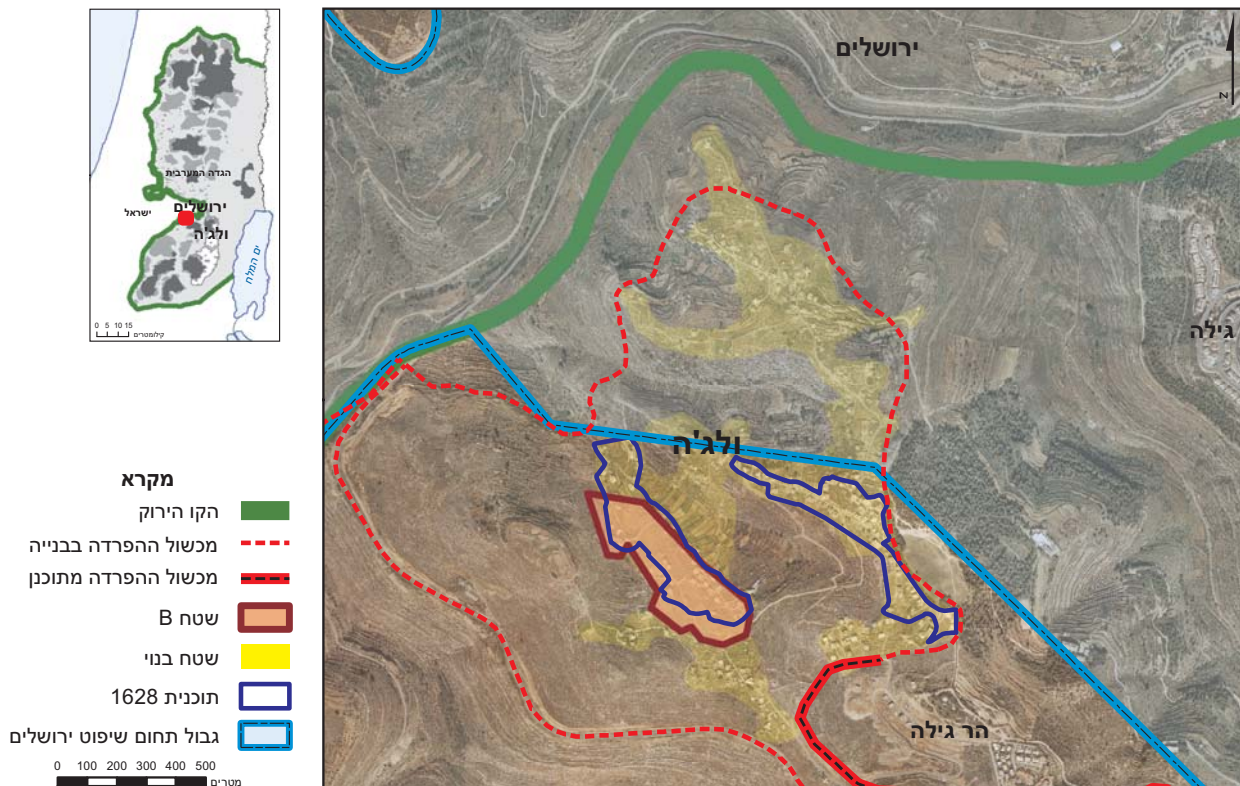 הגדה המערבית
ירושלים
ישראל
ולג'ה
ים המלח
0 5 10 15
קילומטרים
ירושלים
N
גילה
ולג'ה
הר גילה
מקרא
הקו הירוק
מכשול ההפרדה בבנייה
מכשול ההפרדה מתוכנן
שטח B
שטח בנוי
תוכנית 1628
גבול תחום שיפוט ירושלים
0 100 200 300 400 500
מטרים